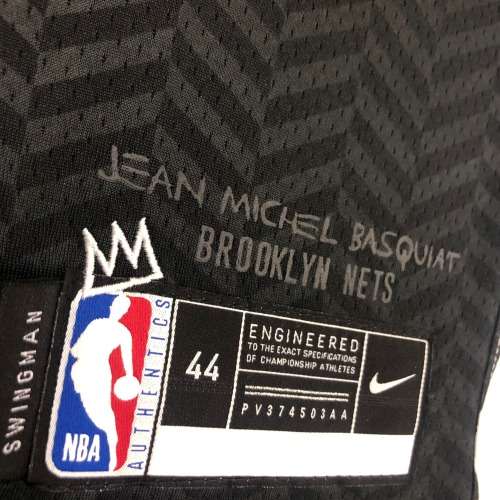 JEAN MICHEL BASQUIAT
BROOKLYN NETS
SWINGMAN
NBA
AUTHENTICS
44
ENGINEERED
TO THE EXACT SPECIFICATIONS
OF CHAMPIONSHIP ATHLETES
PV374503AA